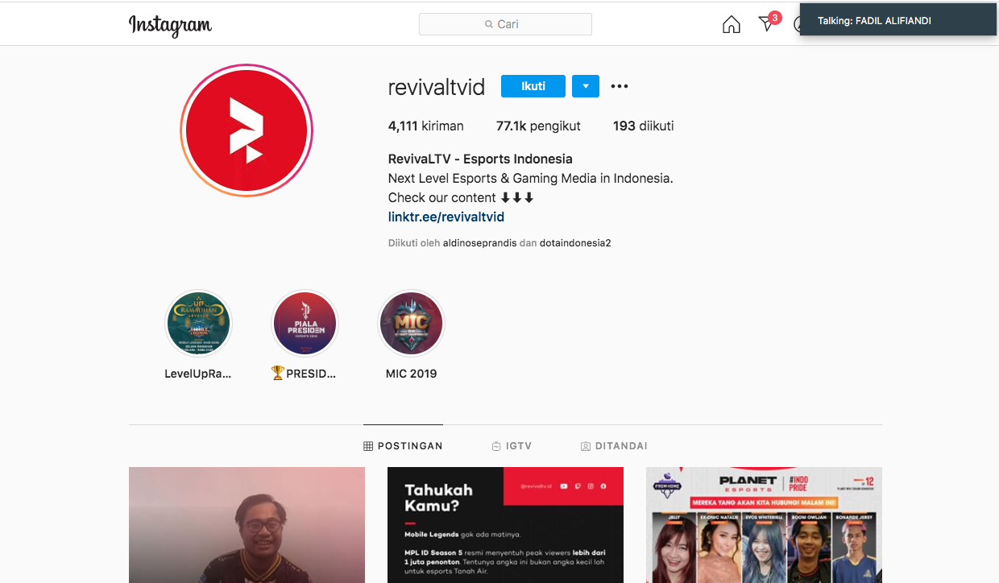 Instagram
Cari
3
Talking: FADIL ALIFIANDI
revivaltvid
Ikuti
4,111 kiriman 77.1k pengikut 193 diikuti
RevivaLTV - Esports Indonesia
Next Level Esports & Gaming Media in Indonesia.
Check our content ⬇⬇⬇
linktr.ee/revivaltvid
Diikuti oleh aldinoseprandis dan dotaindonesia2
UP
RAMADHAN
LEVELUP
PIALA
PRESIDEN
ESPORTS 2019
MIC
LevelUpRa...
🏆PRESID...
MIC 2019
POSTINGAN
IGTV
DITANDAI
Tahukah
Kamu?
@revivaltv.id
Mobile Legends gak ada matinya.
MPL ID Season 5 resmi menyentuh peak viewers lebih dari
1 juta penonton. Tentunya angka ini bukan angka kecil loh
untuk esports Tanah Air.
FROM HOME
PLANET
ESPORTS
#INDO
PRIDE
12
MEREKA YANG AKAN KITA HUBUNGI MALAM INI!
JELLY
EX-ONIC NATALIE
EVOS WHITERIELL
BOOM OWLJAN
BONAFIDE JERSY